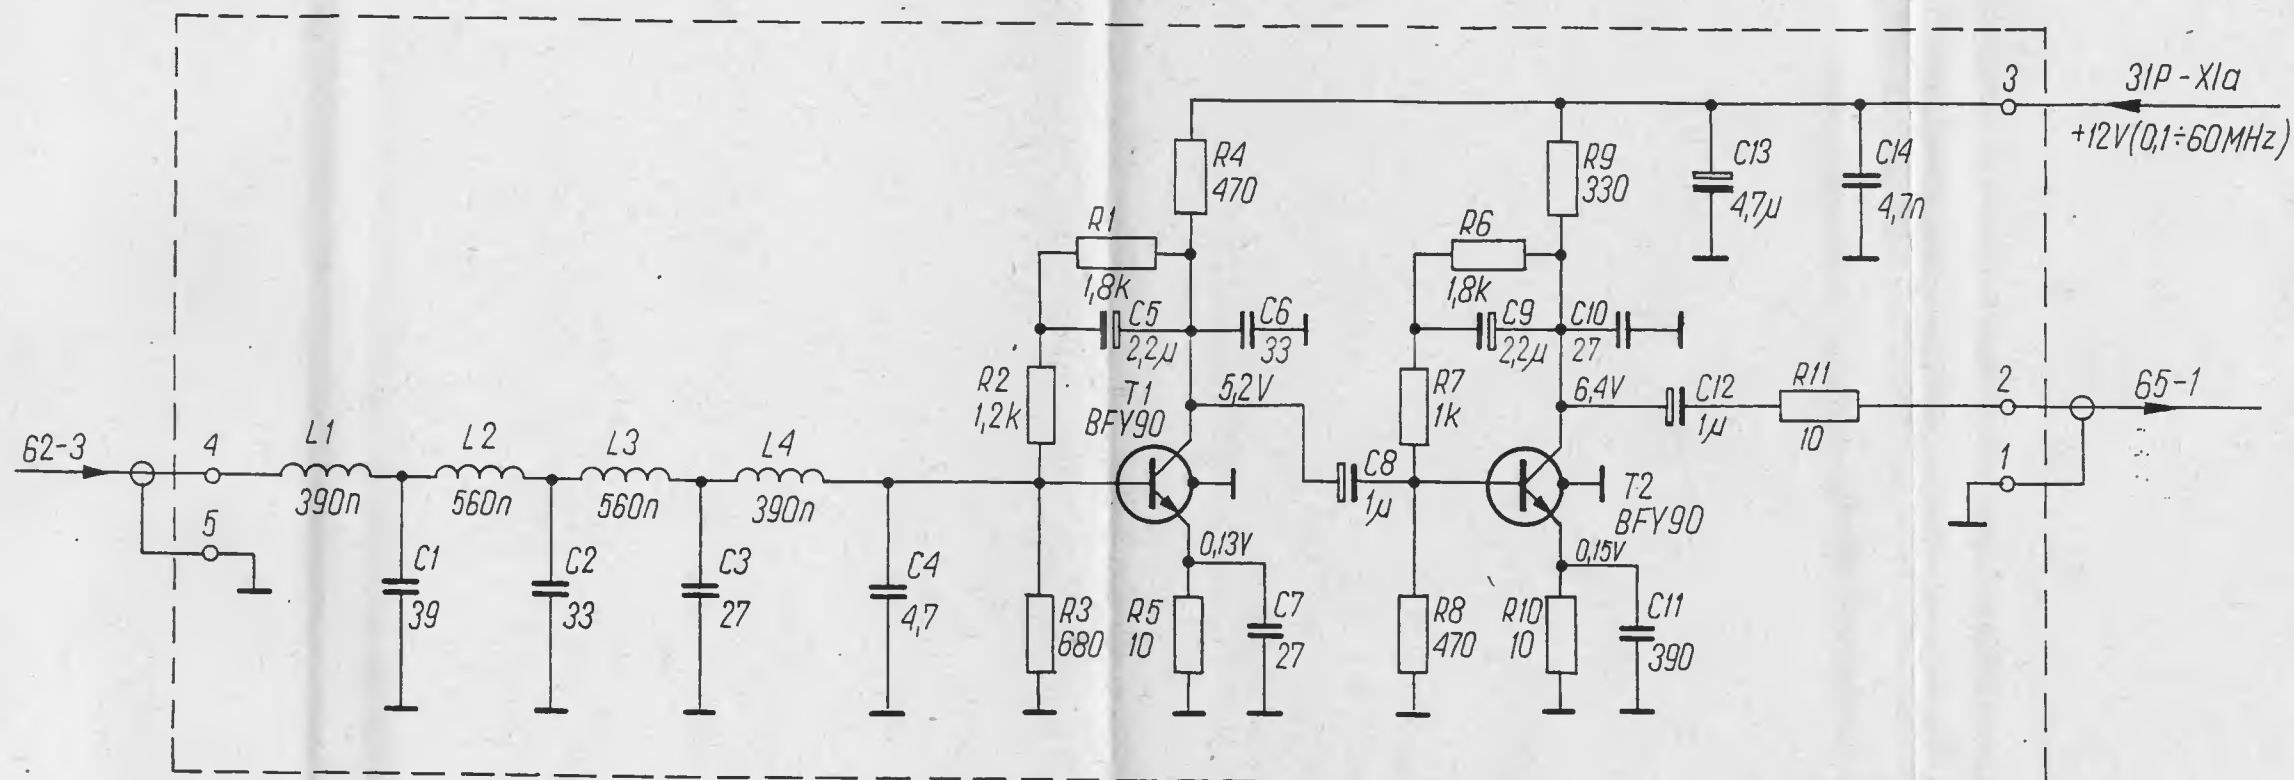 3
31P-X1a
+12V(0,1÷60MHz)
R4
470
R9
330
C13
4,7µ
C14
4,7n
R1
1,8k
R6
1,8k
C5
2,2µ
C6
33
C9
2,2µ
C10
27
R2
1,2k
T1
BFY90
5,2V
R7
1k
6,4V
C12
1µ
R11
10
2
65-1
62-3
4
L1
390n
L2
560n
L3
560n
L4
390n
C8
1µ
T2
BFY90
1
5
0,13V
0,15V
C1
39
C2
33
C3
27
C4
4,7
R3
680
R5
10
C7
27
R8
470
R10
10
C11
390